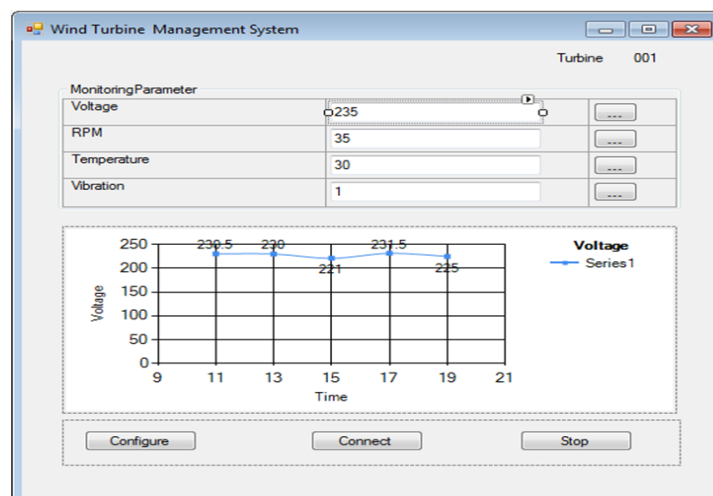 Wind Turbine Management System
Turbine 001
MonitoringParameter
Voltage 235 ...
RPM 35 ...
Temperature 30 ...
Vibration 1 ...
250 230.5 230 231.5 Voltage
200 221 225 Series1
150
Voltage
100
50
0
9 11 13 15 17 19 21
Time
Configure Connect Stop